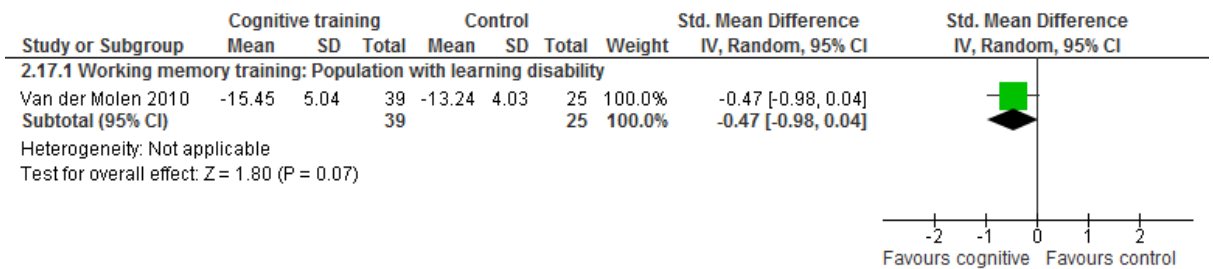 Cognitive training Control Std. Mean Difference Std. Mean Difference
Study or Subgroup Mean SD Total Mean SD Total Weight IV, Random, 95% CI IV, Random, 95% CI
2.17.1 Working memory training: Population with learning disability
Van der Molen 2010 -15.45 5.04 39 -13.24 4.03 25 100.0% -0.47 [-0.98, 0.04]
Subtotal (95% CI) 39 25 100.0% -0.47 [-0.98, 0.04]
Heterogeneity: Not applicable
Test for overall effect: Z = 1.80 (P = 0.07)
-2 -1 0 1 2
Favours cognitive Favours control